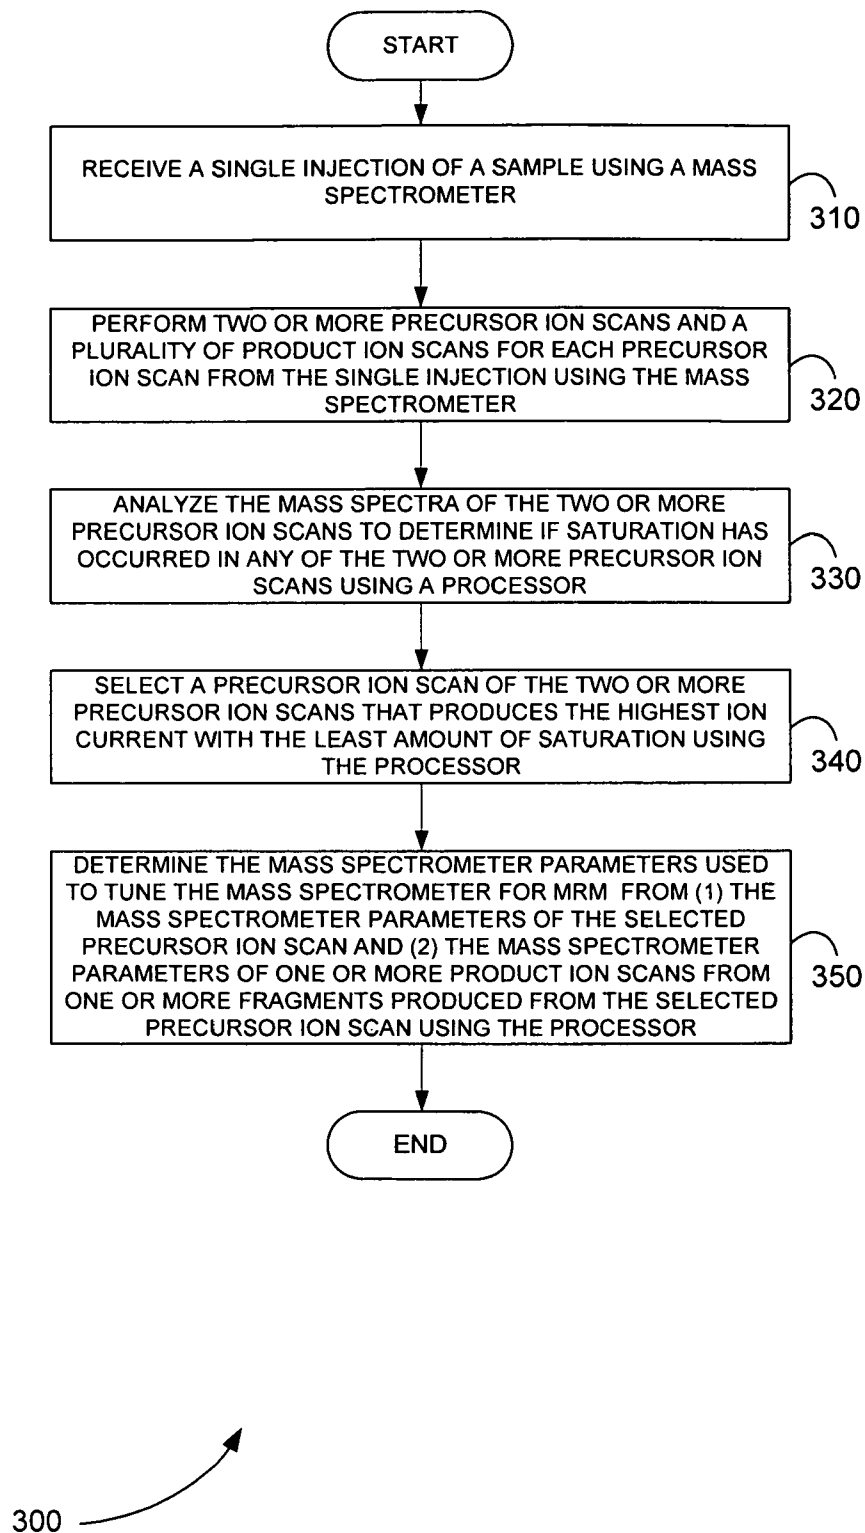 START
RECEIVE A SINGLE INJECTION OF A SAMPLE USING A MASS
SPECTROMETER
310
PERFORM TWO OR MORE PRECURSOR ION SCANS AND A
PLURALITY OF PRODUCT ION SCANS FOR EACH PRECURSOR
ION SCAN FROM THE SINGLE INJECTION USING THE MASS
SPECTROMETER
320
ANALYZE THE MASS SPECTRA OF THE TWO OR MORE
PRECURSOR ION SCANS TO DETERMINE IF SATURATION HAS
OCCURRED IN ANY OF THE TWO OR MORE PRECURSOR ION
SCANS USING A PROCESSOR
330
SELECT A PRECURSOR ION SCAN OF THE TWO OR MORE
PRECURSOR ION SCANS THAT PRODUCES THE HIGHEST ION
CURRENT WITH THE LEAST AMOUNT OF SATURATION USING
THE PROCESSOR
340
DETERMINE THE MASS SPECTROMETER PARAMETERS USED
TO TUNE THE MASS SPECTROMETER FOR MRM FROM (1) THE
MASS SPECTROMETER PARAMETERS OF THE SELECTED
PRECURSOR ION SCAN AND (2) THE MASS SPECTROMETER
PARAMETERS OF ONE OR MORE PRODUCT ION SCANS FROM
ONE OR MORE FRAGMENTS PRODUCED FROM THE SELECTED
PRECURSOR ION SCAN USING THE PROCESSOR
350
END
300